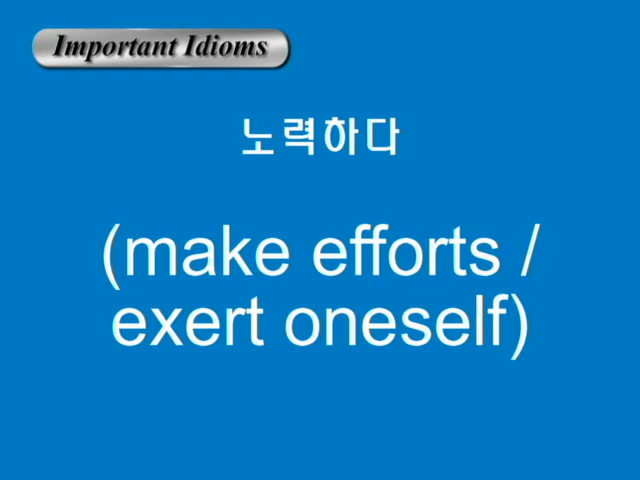 Important Idioms
노력하다
(make efforts /
exert oneself)